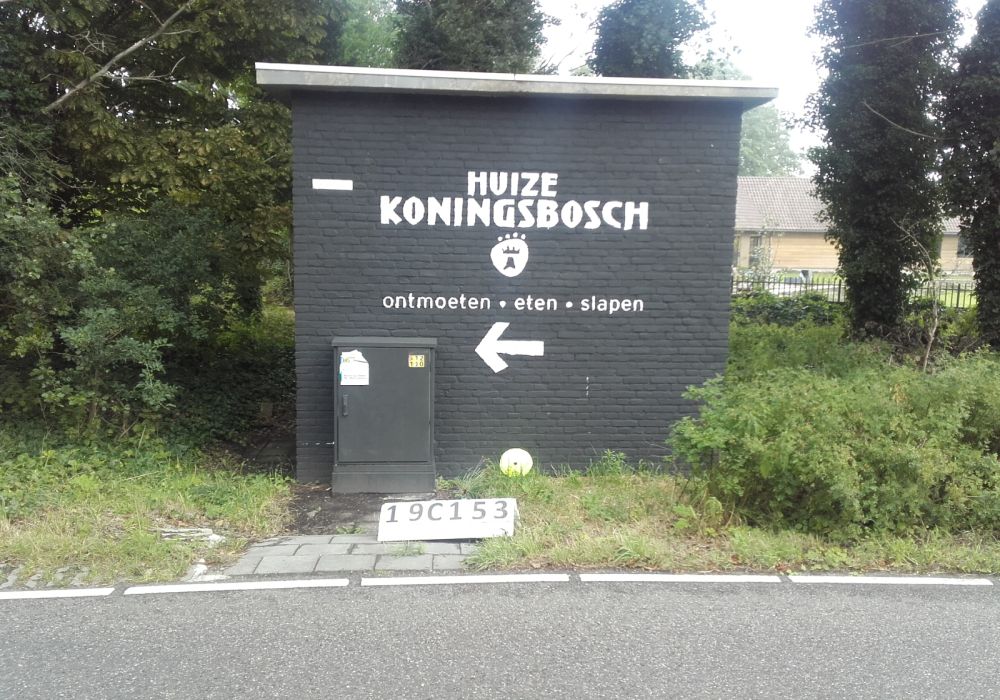 HUIZE
KONINGSBOSCH
ontmoeten • eten • slapen
19C153